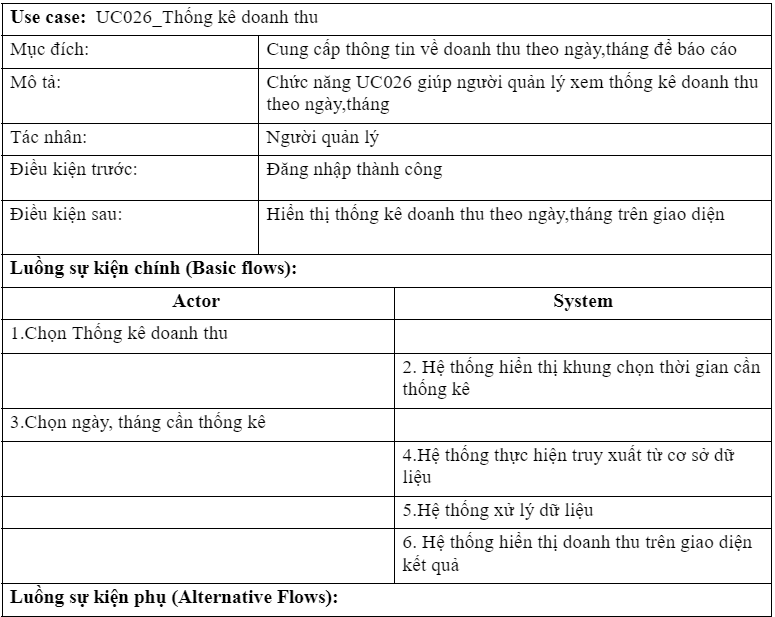 Use case: UC026_Thống kê doanh thu
Mục đích: Cung cấp thông tin về doanh thu theo ngày,tháng để báo cáo
Mô tả: Chức năng UC026 giúp người quản lý xem thống kê doanh thu
theo ngày,tháng
Tác nhân: Người quản lý
Điều kiện trước: Đăng nhập thành công
Điều kiện sau: Hiển thị thống kê doanh thu theo ngày,tháng trên giao diện
Luồng sự kiện chính (Basic flows):
Actor System
1.Chọn Thống kê doanh thu
2. Hệ thống hiển thị khung chọn thời gian cần
thống kê
3.Chọn ngày, tháng cần thống kê
4.Hệ thống thực hiện truy xuất từ cơ sở dữ
liệu
5.Hệ thống xử lý dữ liệu
6. Hệ thống hiển thị doanh thu trên giao diện
kết quả
Luồng sự kiện phụ (Alternative Flows):